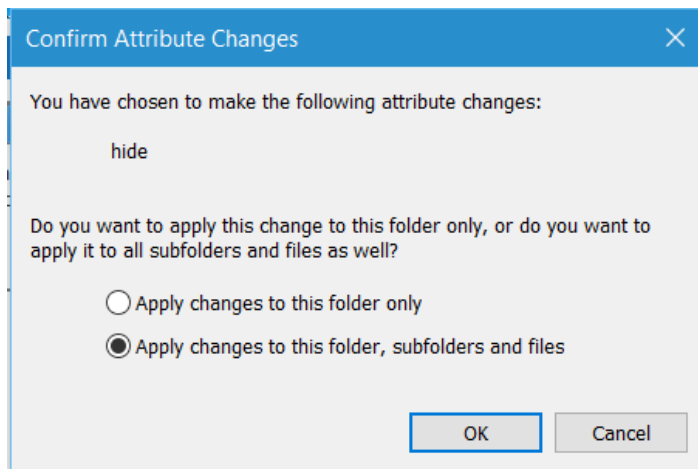 Confirm Attribute Changes
You have chosen to make the following attribute changes:
hide
Do you want to apply this change to this folder only, or do you want to
apply it to all subfolders and files as well?
Apply changes to this folder only
Apply changes to this folder, subfolders and files
OK
Cancel